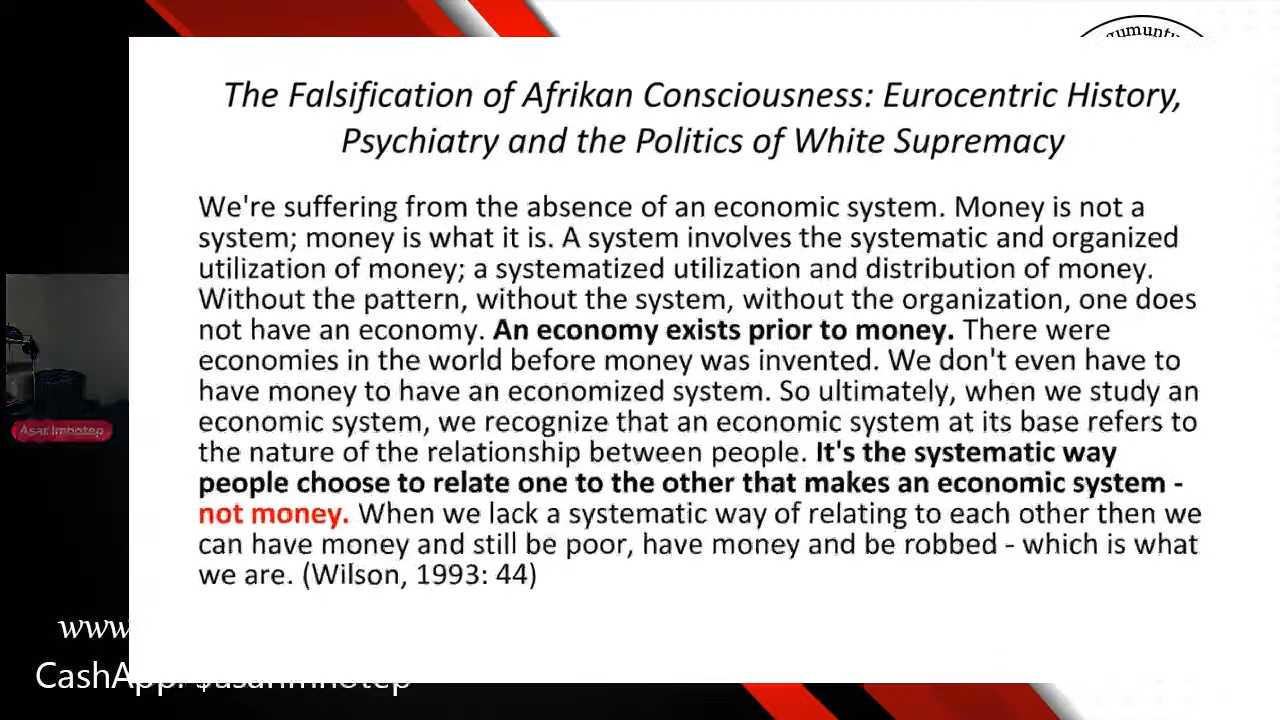 gumuntu
The Falsification of Afrikan Consciousness: Eurocentric History,
Psychiatry and the Politics of White Supremacy
We're suffering from the absence of an economic system. Money is not a
system; money is what it is. A system involves the systematic and organized
utilization of money; a systematized utilization and distribution of money.
Without the pattern, without the system, without the organization, one does
not have an economy. An economy exists prior to money. There were
economies in the world before money was invented. We don't even have to
have money to have an economized system. So ultimately, when we study an
economic system, we recognize that an economic system at its base refers to
the nature of the relationship between people. It's the systematic way
people choose to relate one to the other that makes an economic system -
not money. When we lack a systematic way of relating to each other then we
can have money and still be poor, have money and be robbed - which is what
we are. (Wilson, 1993: 44)
Asar Imhotep
www
CashApp: $asarimhotep